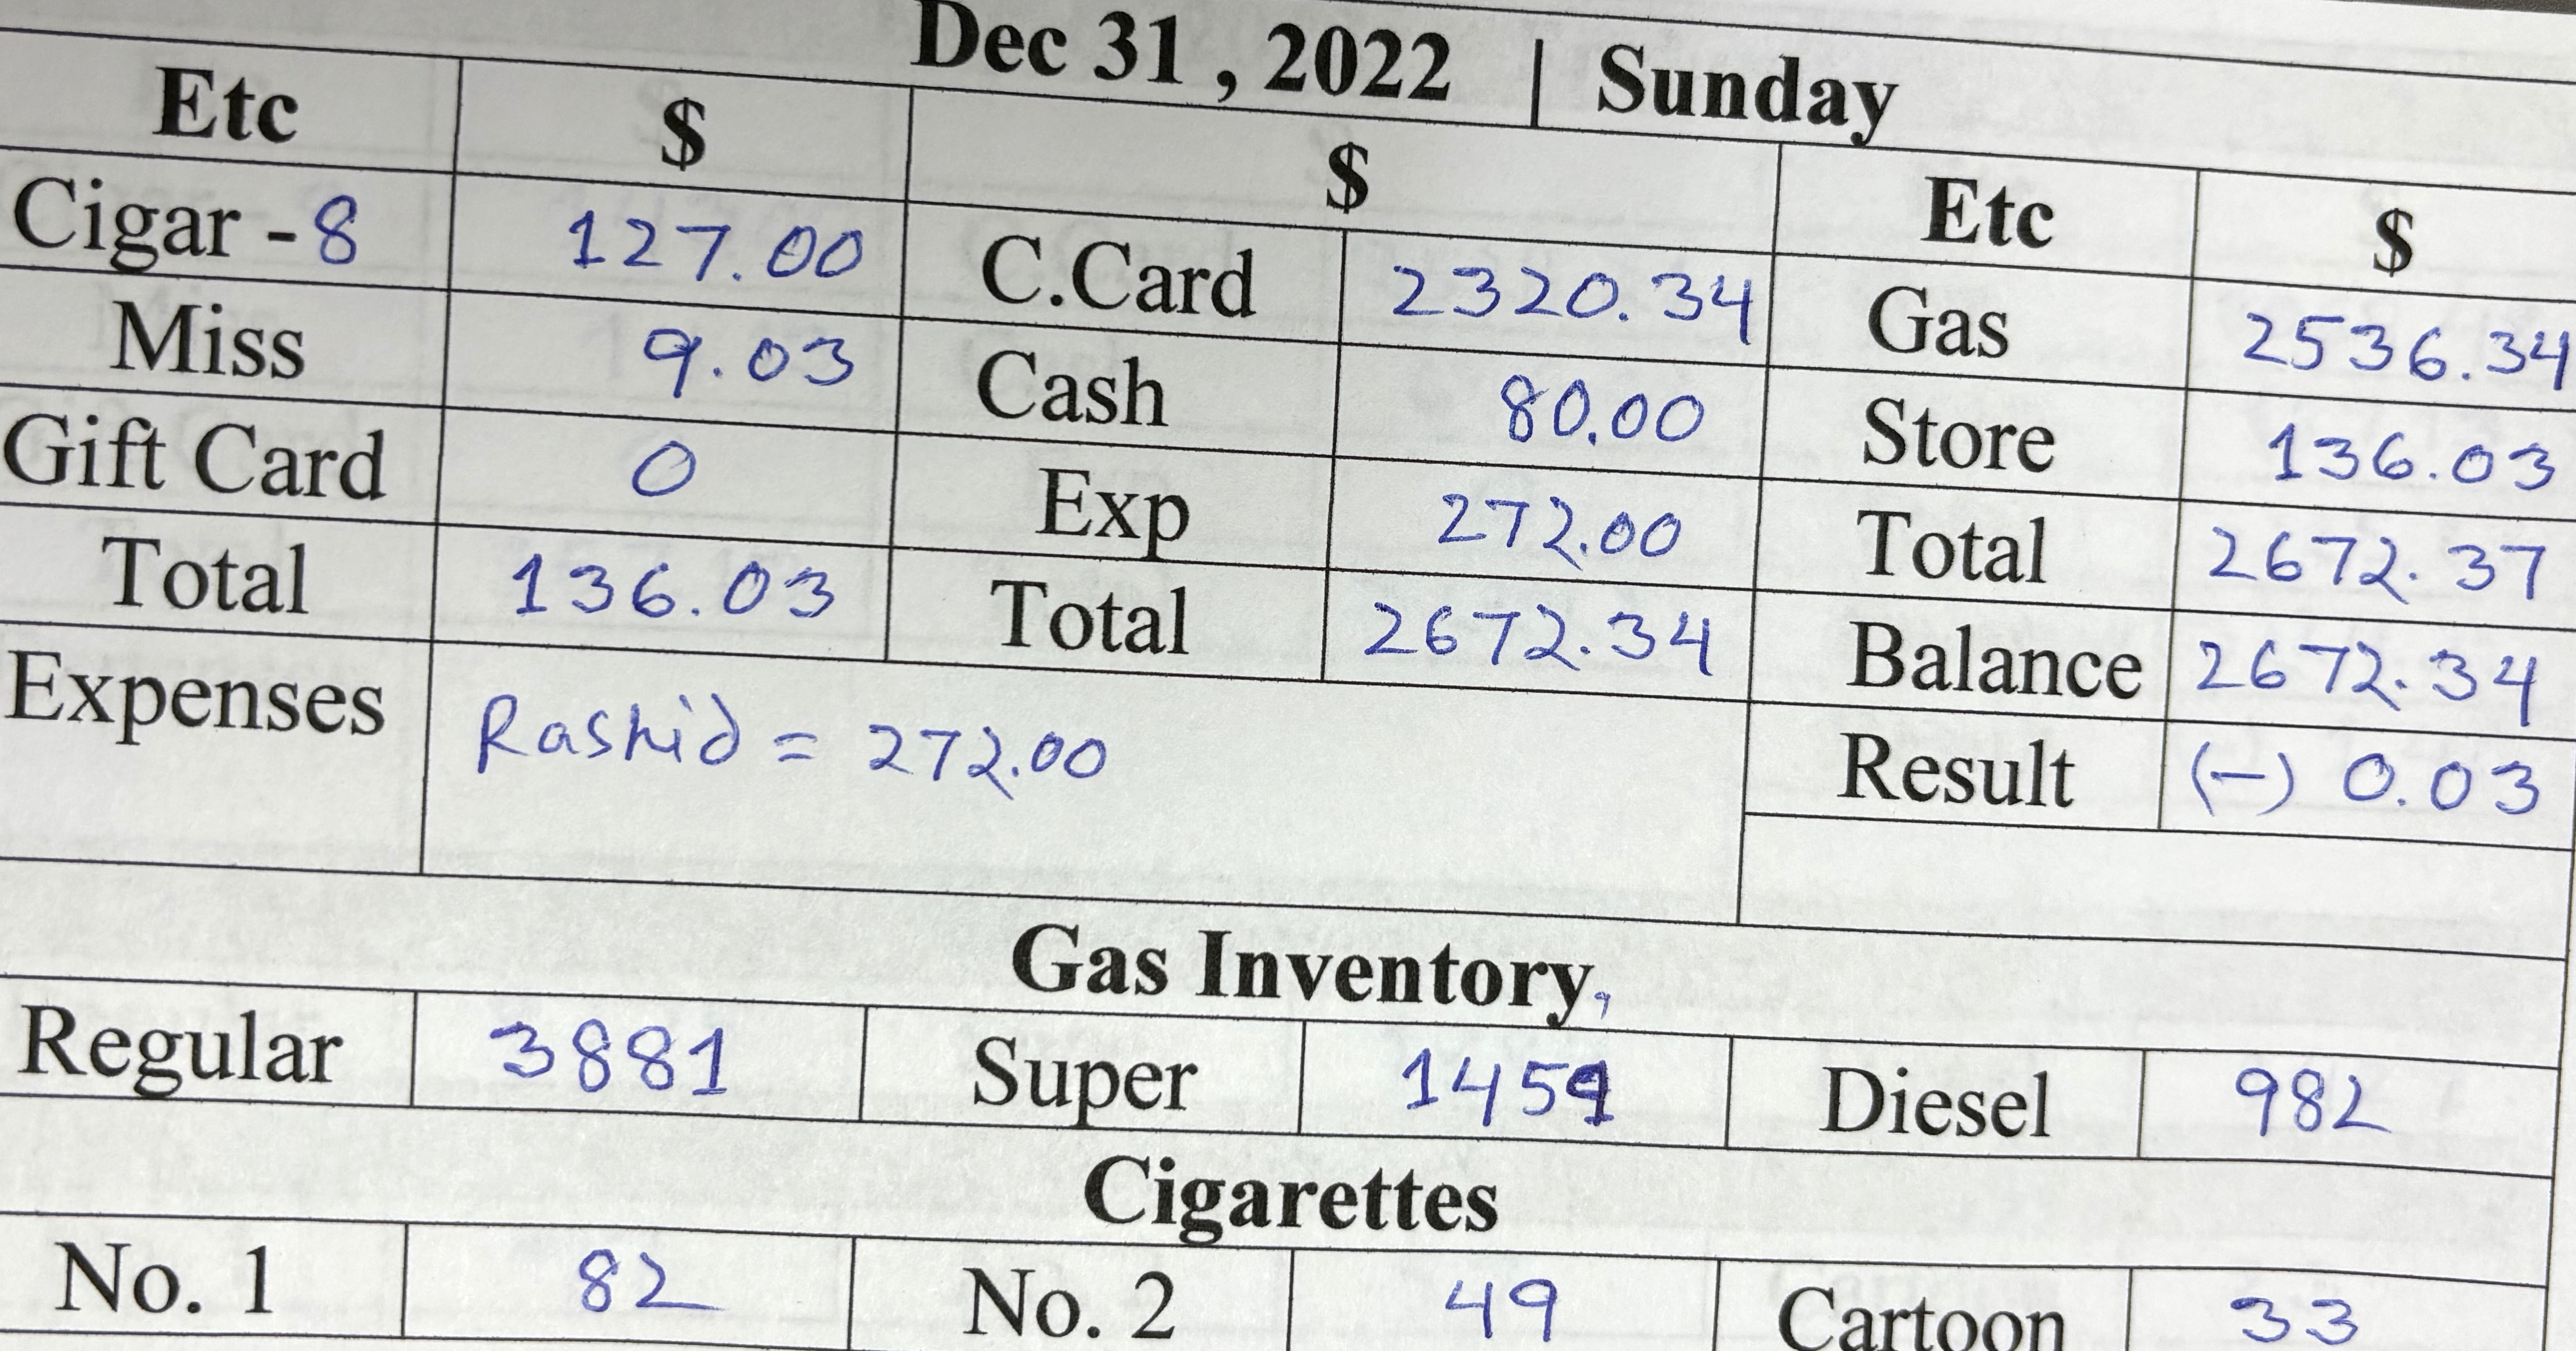 Dec 31 , 2022 | Sunday
Etc $ $ Etc $
Cigar - 8 127.00 C.Card 2320.34 Gas 2536.34
Miss 9.03 Cash 80.00 Store 136.03
Gift Card 0 Exp 272.00 Total 2672.37
Total 136.03 Total 2672.34 Balance 2672.34
Expenses Rashid = 272.00 Result (-) 0.03
Gas Inventory,
Regular 3881 Super 1459 Diesel 982
Cigarettes
No. 1 82 No. 2 49 Cartoon 33